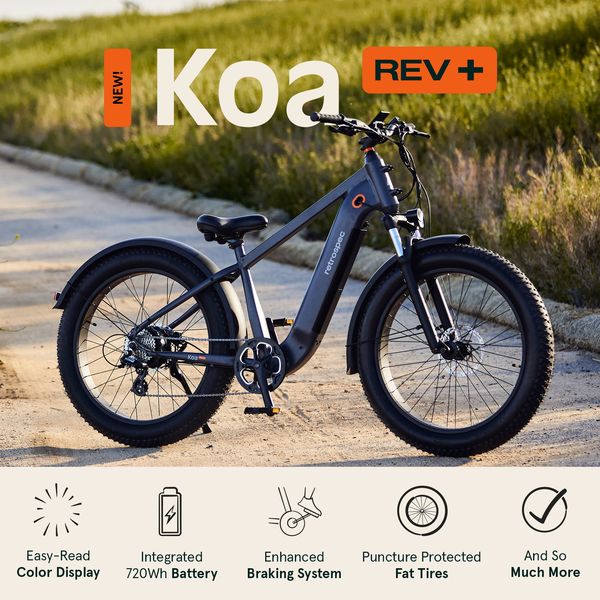 NEW!
Koa
REV+
retrospec
Koa
Easy-Read
Color Display
Integrated
720Wh Battery
Enhanced
Braking System
Puncture Protected
Fat Tires
And So
Much More